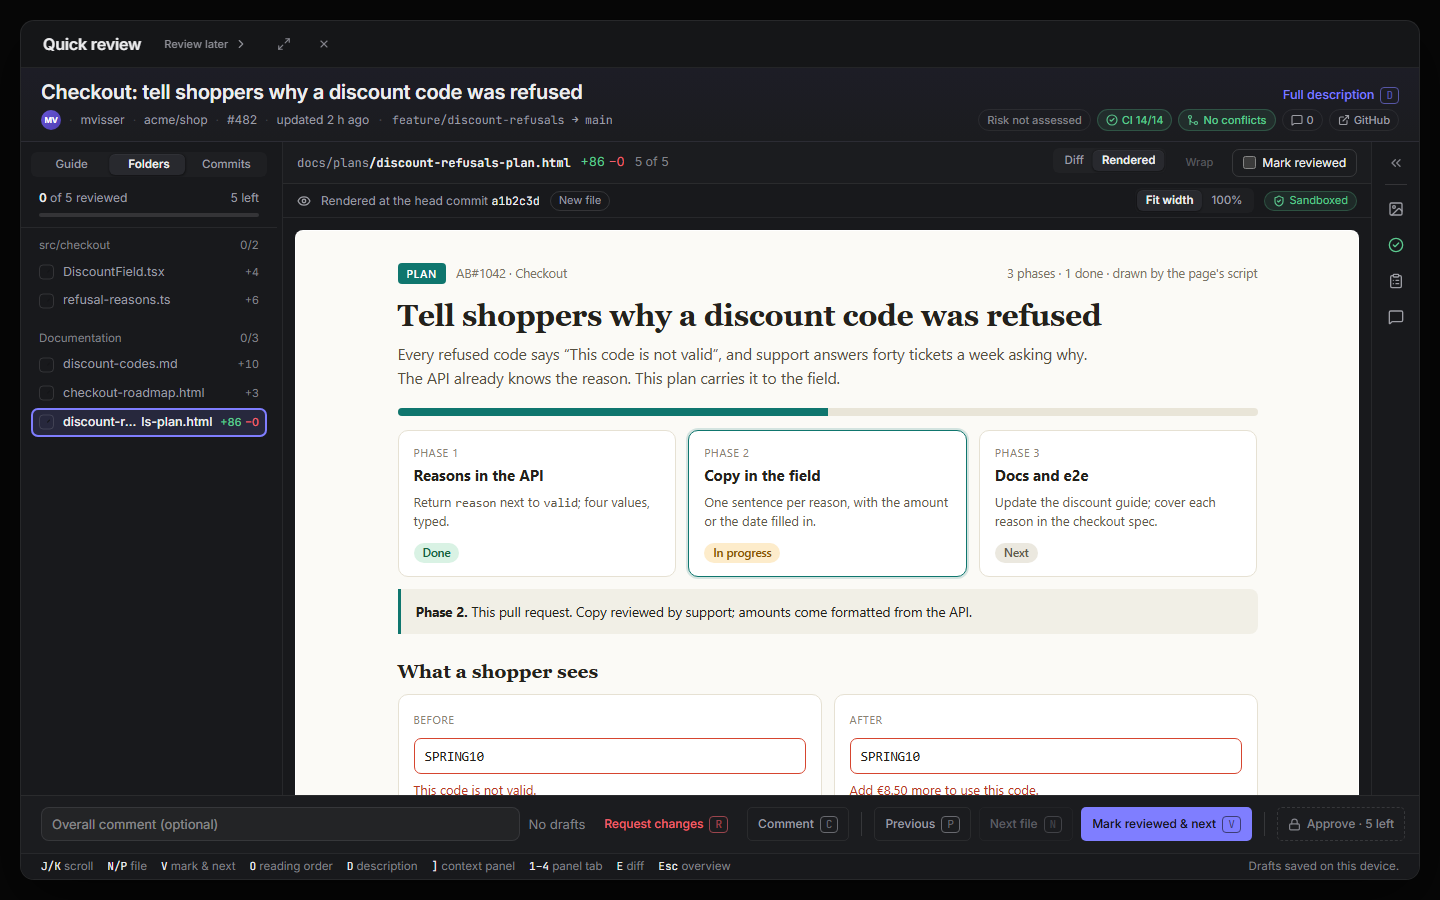 Quick review
Review later
Checkout: tell shoppers why a discount code was refused
Full description D
MV · mvisser · acme/shop · #482 · updated 2 h ago · feature/discount-refusals → main
Risk not assessed
CI 14/14
No conflicts
0
GitHub
Guide
Folders
Commits
0 of 5 reviewed
5 left
src/checkout 0/2
DiscountField.tsx +4
refusal-reasons.ts +6
Documentation 0/3
discount-codes.md +10
checkout-roadmap.html +3
discount-r... ls-plan.html +86 −0
docs/plans/discount-refusals-plan.html +86 −0 5 of 5
Diff
Rendered
Wrap
Mark reviewed
Rendered at the head commit a1b2c3d New file
Fit width
100%
Sandboxed
PLAN AB#1042 · Checkout
3 phases · 1 done · drawn by the page's script
Tell shoppers why a discount code was refused
Every refused code says “This code is not valid”, and support answers forty tickets a week asking why.
The API already knows the reason. This plan carries it to the field.
PHASE 1
Reasons in the API
Return reason next to valid; four values,
typed.
Done
PHASE 2
Copy in the field
One sentence per reason, with the amount
or the date filled in.
In progress
PHASE 3
Docs and e2e
Update the discount guide; cover each
reason in the checkout spec.
Next
Phase 2. This pull request. Copy reviewed by support; amounts come formatted from the API.
What a shopper sees
BEFORE
SPRING10
This code is not valid.
AFTER
SPRING10
Add €8.50 more to use this code.
Overall comment (optional)
No drafts
Request changes R
Comment C
Previous P
Next file N
Mark reviewed & next V
Approve · 5 left
J/K scroll N/P file V mark & next O reading order D description ] context panel 1–4 panel tab E diff Esc overview
Drafts saved on this device.